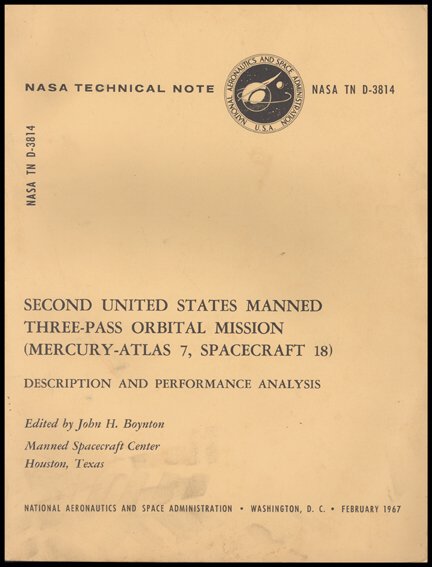 NASA TECHNICAL NOTE
NASA TN D-3814
NATIONAL AERONAUTICS AND SPACE ADMINISTRATION
U.S.A.
NASA TN D-3814
SECOND UNITED STATES MANNED
THREE-PASS ORBITAL MISSION
(MERCURY-ATLAS 7, SPACECRAFT 18)
DESCRIPTION AND PERFORMANCE ANALYSIS
Edited by John H. Boynton
Manned Spacecraft Center
Houston, Texas
NATIONAL AERONAUTICS AND SPACE ADMINISTRATION • WASHINGTON, D. C. • FEBRUARY 1967